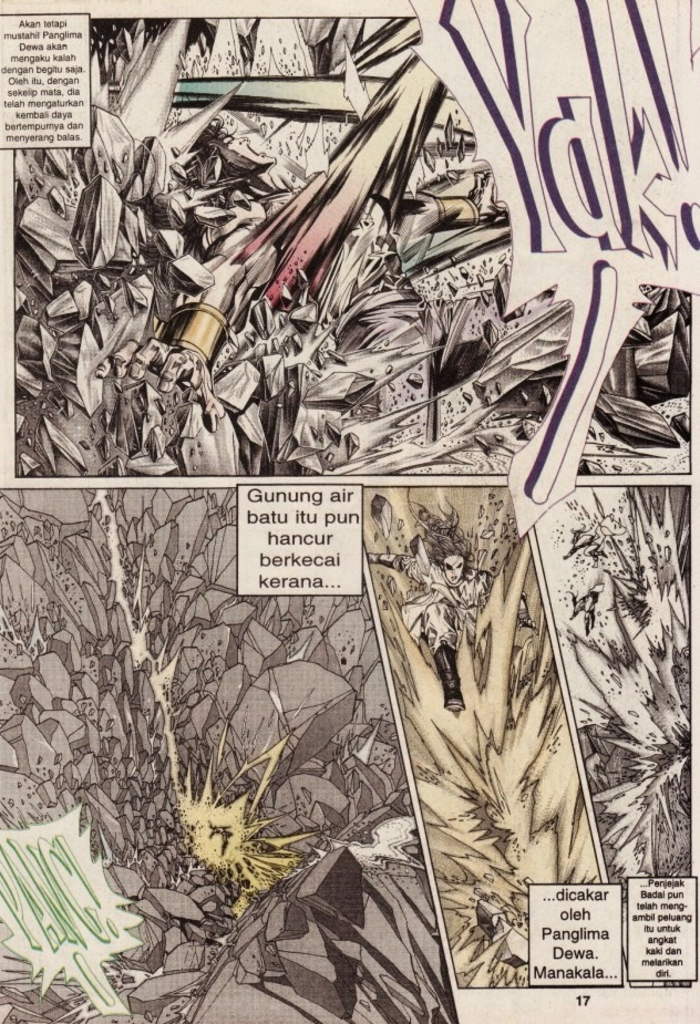 Akan tetapi
mustahil Panglima
Dewa akan
mengaku kalah
dengan begitu saja.
Oleh itu, dengan
sekelip mata, dia
telah mengaturkan
kembali daya
bertempurnya dan
menyerang balas.
Gunung air
batu itu pun
hancur
berkecai
kerana...
...dicakar
oleh
Panglima
Dewa.
Manakala...
...Penjejak
Badai pun
telah meng-
ambil peluang
itu untuk
angkat
kaki dan
melarikan
diri.
17